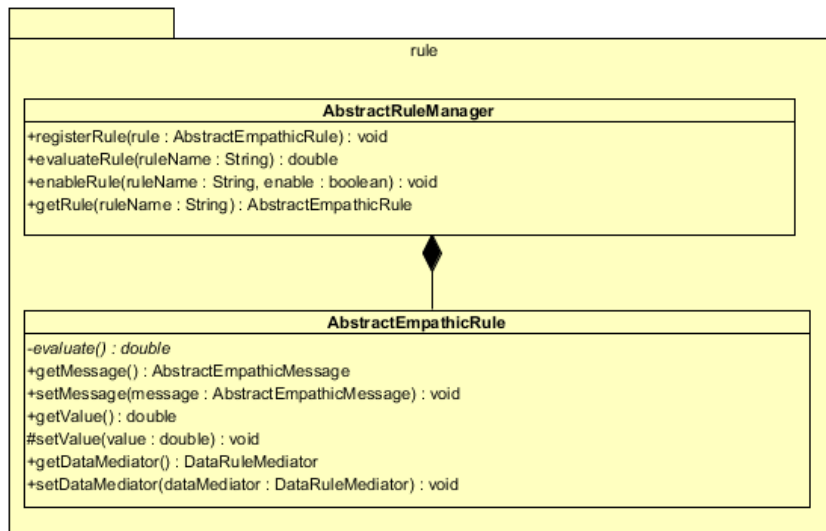 rule
AbstractRuleManager
+registerRule(rule : AbstractEmpathicRule) : void
+evaluateRule(ruleName : String) : double
+enableRule(ruleName : String, enable : boolean) : void
+getRule(ruleName : String) : AbstractEmpathicRule
AbstractEmpathicRule
-evaluate() : double
+getMessage() : AbstractEmpathicMessage
+setMessage(message : AbstractEmpathicMessage) : void
+getValue() : double
#setValue(value : double) : void
+getDataMediator() : DataRuleMediator
+setDataMediator(dataMediator : DataRuleMediator) : void